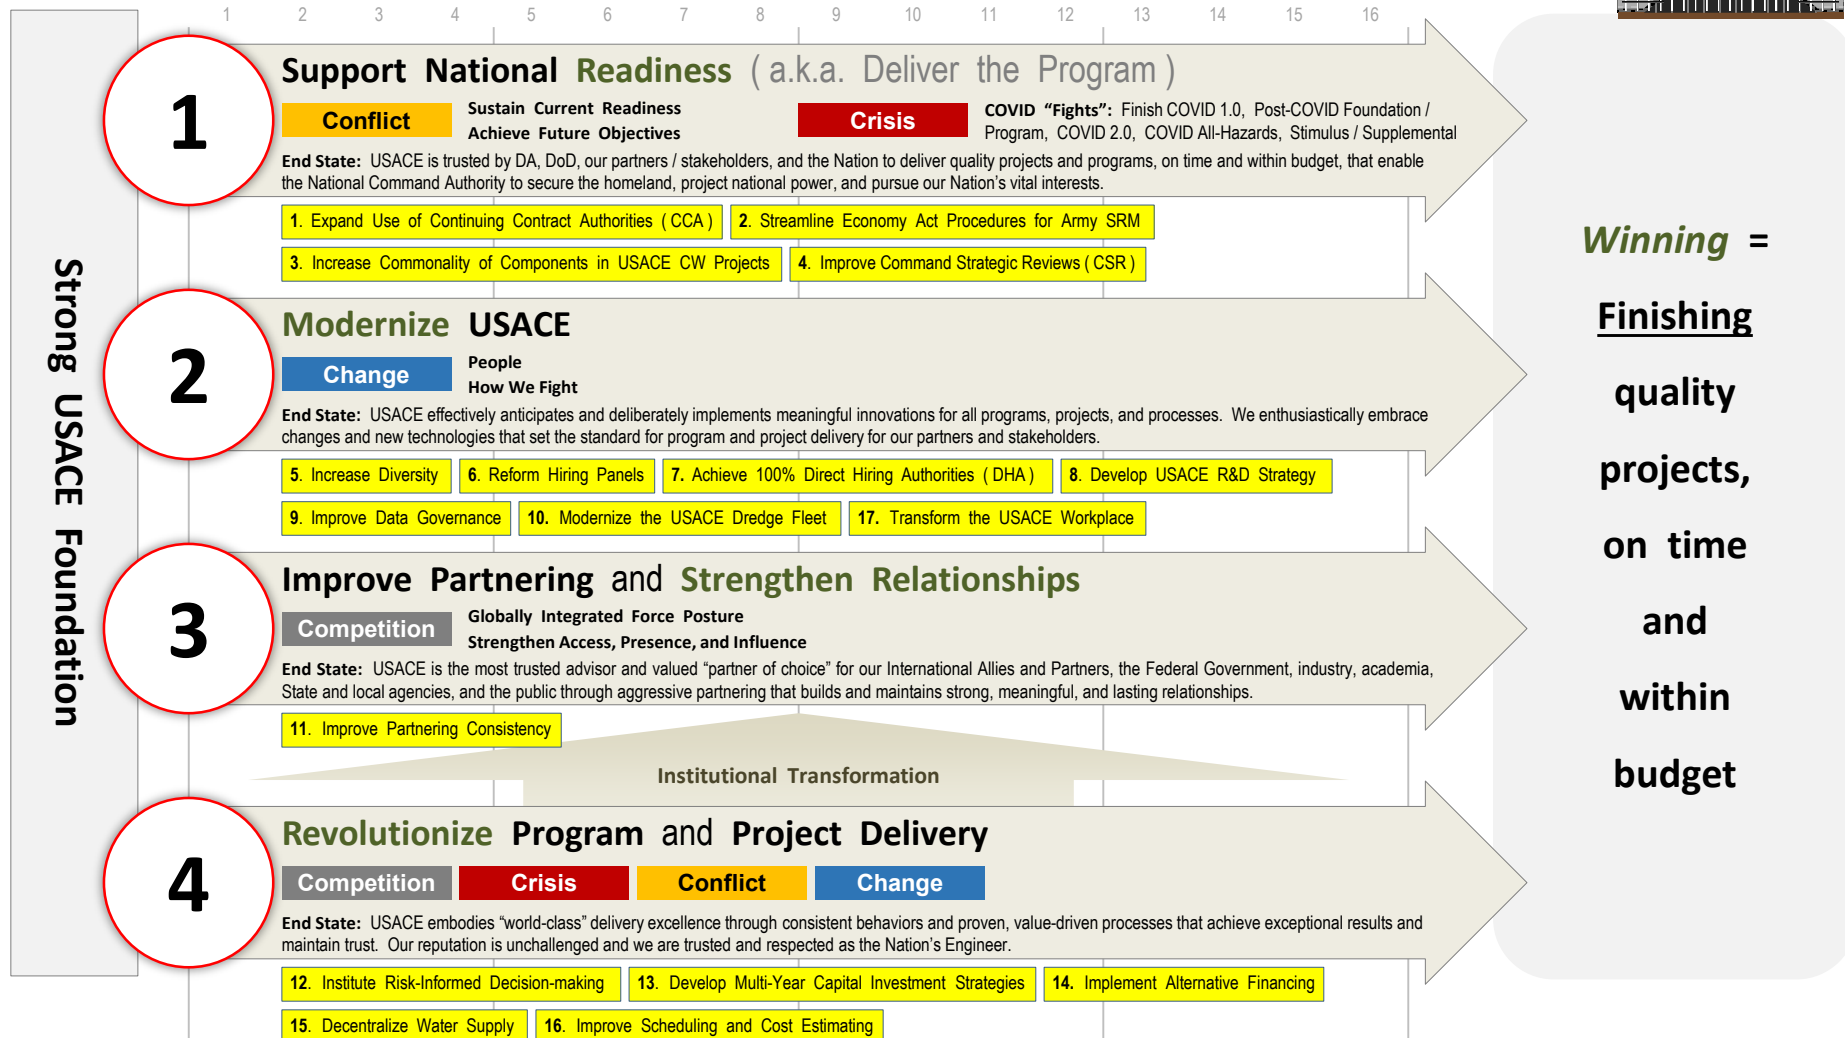 1 2 3 4 5 6 7 8 9 10 11 12 13 14 15 16
Strong USACE Foundation
1
Support National Readiness ( a.k.a. Deliver the Program )
Conflict
Sustain Current Readiness
Achieve Future Objectives
Crisis
COVID “Fights”: Finish COVID 1.0, Post-COVID Foundation /
Program, COVID 2.0, COVID All-Hazards, Stimulus / Supplemental
End State: USACE is trusted by DA, DoD, our partners / stakeholders, and the Nation to deliver quality projects and programs, on time and within budget, that enable
the National Command Authority to secure the homeland, project national power, and pursue our Nation’s vital interests.
1. Expand Use of Continuing Contract Authorities ( CCA )
2. Streamline Economy Act Procedures for Army SRM
3. Increase Commonality of Components in USACE CW Projects
4. Improve Command Strategic Reviews ( CSR )
2
Modernize USACE
Change
People
How We Fight
End State: USACE effectively anticipates and deliberately implements meaningful innovations for all programs, projects, and processes. We enthusiastically embrace
changes and new technologies that set the standard for program and project delivery for our partners and stakeholders.
5. Increase Diversity
6. Reform Hiring Panels
7. Achieve 100% Direct Hiring Authorities ( DHA )
8. Develop USACE R&D Strategy
9. Improve Data Governance
10. Modernize the USACE Dredge Fleet
17. Transform the USACE Workplace
3
Improve Partnering and Strengthen Relationships
Competition
Globally Integrated Force Posture
Strengthen Access, Presence, and Influence
End State: USACE is the most trusted advisor and valued “partner of choice” for our International Allies and Partners, the Federal Government, industry, academia,
State and local agencies, and the public through aggressive partnering that builds and maintains strong, meaningful, and lasting relationships.
11. Improve Partnering Consistency
Institutional Transformation
4
Revolutionize Program and Project Delivery
Competition
Crisis
Conflict
Change
End State: USACE embodies “world-class” delivery excellence through consistent behaviors and proven, value-driven processes that achieve exceptional results and
maintain trust. Our reputation is unchallenged and we are trusted and respected as the Nation’s Engineer.
12. Institute Risk-Informed Decision-making
13. Develop Multi-Year Capital Investment Strategies
14. Implement Alternative Financing
15. Decentralize Water Supply
16. Improve Scheduling and Cost Estimating
Winning =
Finishing
quality
projects,
on time
and
within
budget